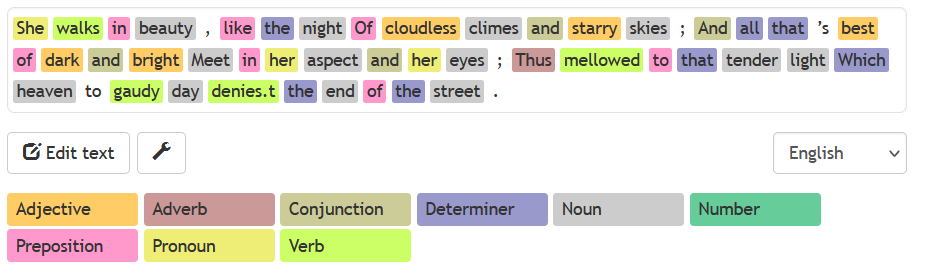 She walks in beauty , like the night Of cloudless climes and starry skies ; And all that ’s best
of dark and bright Meet in her aspect and her eyes ; Thus mellowed to that tender light Which
heaven to gaudy day denies.t the end of the street .
Edit text English
Adjective Adverb Conjunction Determiner Noun Number
Preposition Pronoun Verb